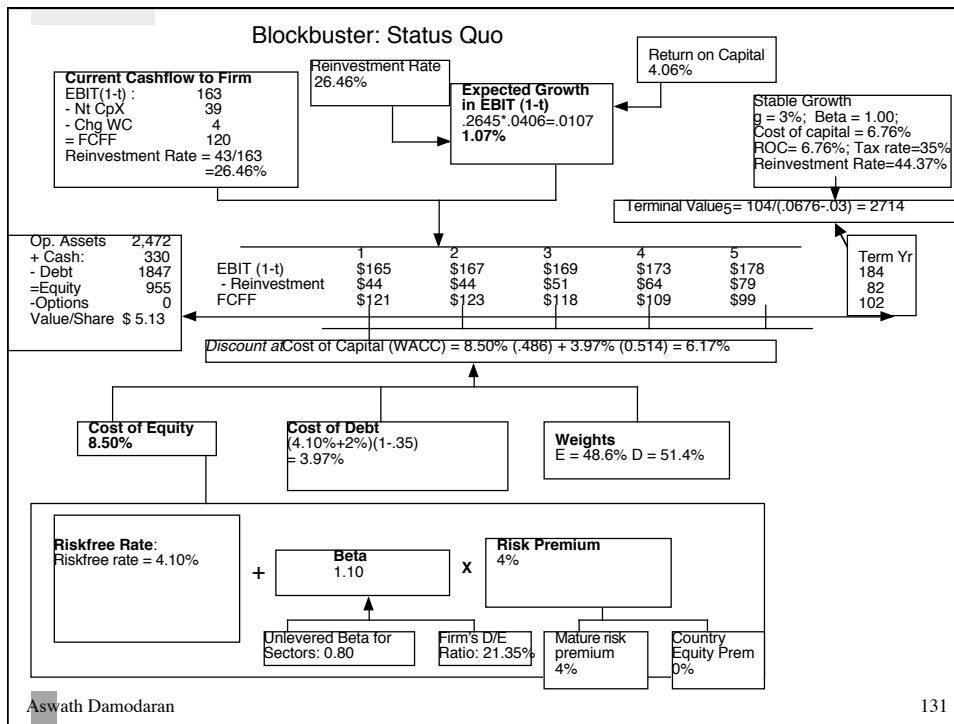 Blockbuster: Status Quo
Current Cashflow to Firm
EBIT(1-t) : 163
- Nt CpX 39
- Chg WC 4
= FCFF 120
Reinvestment Rate = 43/163
=26.46%
Reinvestment Rate
26.46%
Expected Growth
in EBIT (1-t)
.2645*.0406=.0107
1.07%
Return on Capital
4.06%
Stable Growth
g = 3%; Beta = 1.00;
Cost of capital = 6.76%
ROC= 6.76%; Tax rate=35%
Reinvestment Rate=44.37%
Terminal Value5= 104/(.0676-.03) = 2714
Op. Assets 2,472
+ Cash: 330
- Debt 1847
=Equity 955
-Options 0
Value/Share $ 5.13
1 2 3 4 5
EBIT (1-t) $165 $167 $169 $173 $178
- Reinvestment $44 $44 $51 $64 $79
FCFF $121 $123 $118 $109 $99
Term Yr
184
82
102
Discount at Cost of Capital (WACC) = 8.50% (.486) + 3.97% (0.514) = 6.17%
Cost of Equity
8.50%
Cost of Debt
(4.10%+2%)(1-.35)
= 3.97%
Weights
E = 48.6% D = 51.4%
Riskfree Rate:
Riskfree rate = 4.10%
+
Beta
1.10
X
Risk Premium
4%
Unlevered Beta for
Sectors: 0.80
Firm's D/E
Ratio: 21.35%
Mature risk
premium
4%
Country
Equity Prem
0%
Aswath Damodaran
131